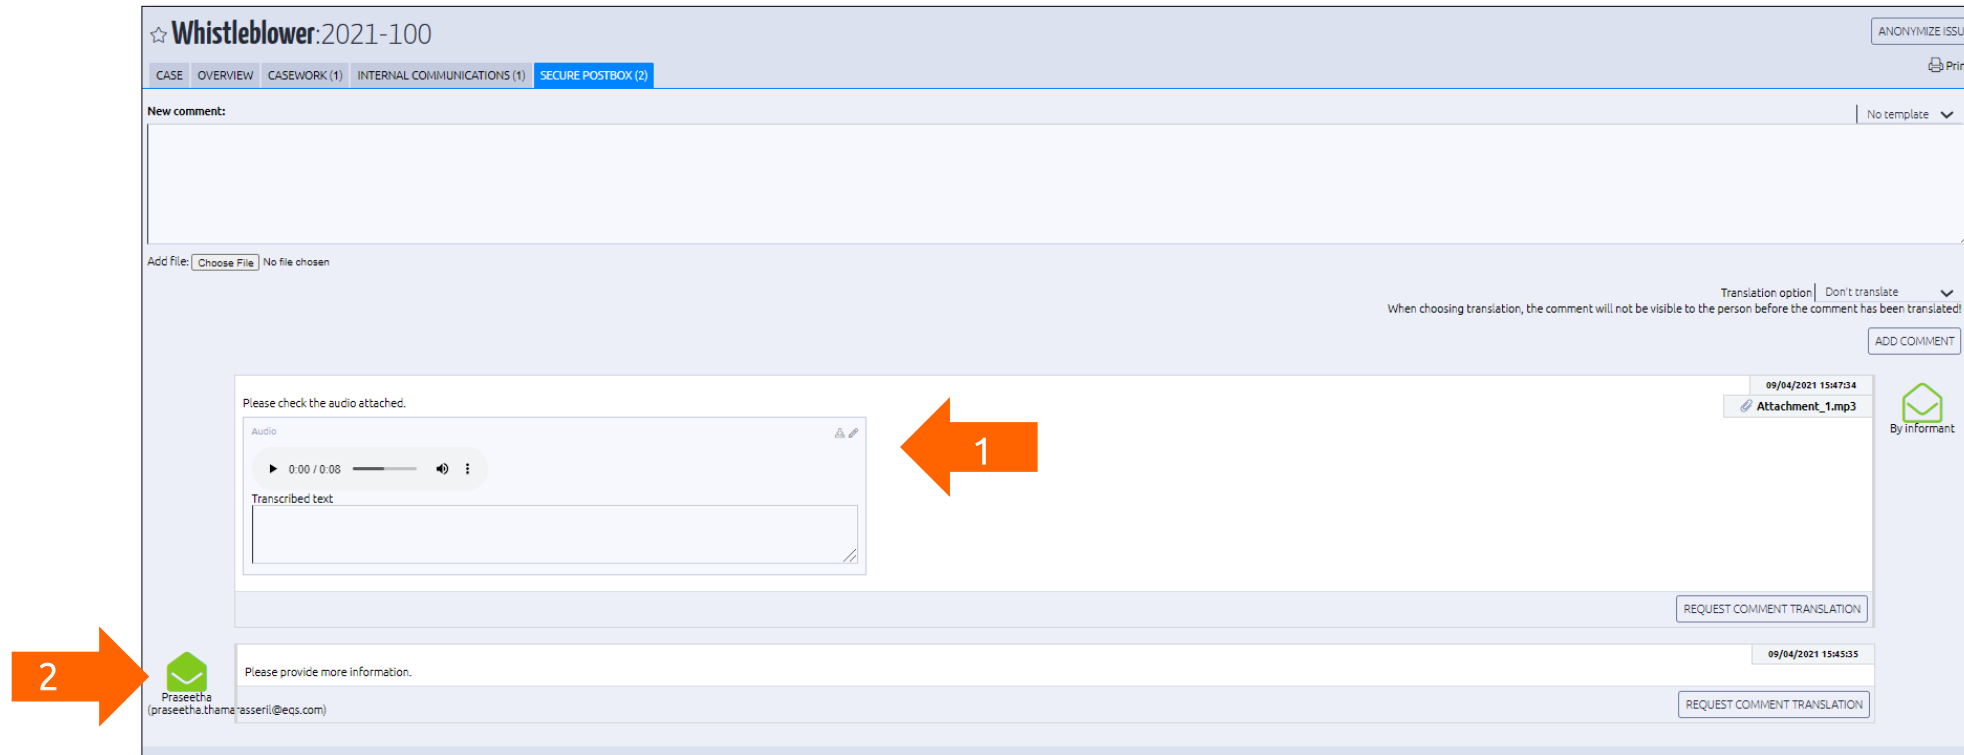 Whistleblower:2021-100
ANONYMIZE ISSU
Prin
CASE OVERVIEW CASEWORK (1) INTERNAL COMMUNICATIONS (1) SECURE POSTBOX (2)
New comment:
No template
Add file: Choose File No file chosen
Translation option Don't translate
When choosing translation, the comment will not be visible to the person before the comment has been translated!
ADD COMMENT
09/04/2021 15:47:34
Please check the audio attached.
Attachment_1.mp3
By informant
Audio
1
0:00 / 0:08
Transcribed text
REQUEST COMMENT TRANSLATION
09/04/2021 15:45:35
2
Please provide more information.
Praseetha
(praseetha.thamarasseril@eqs.com)
REQUEST COMMENT TRANSLATION